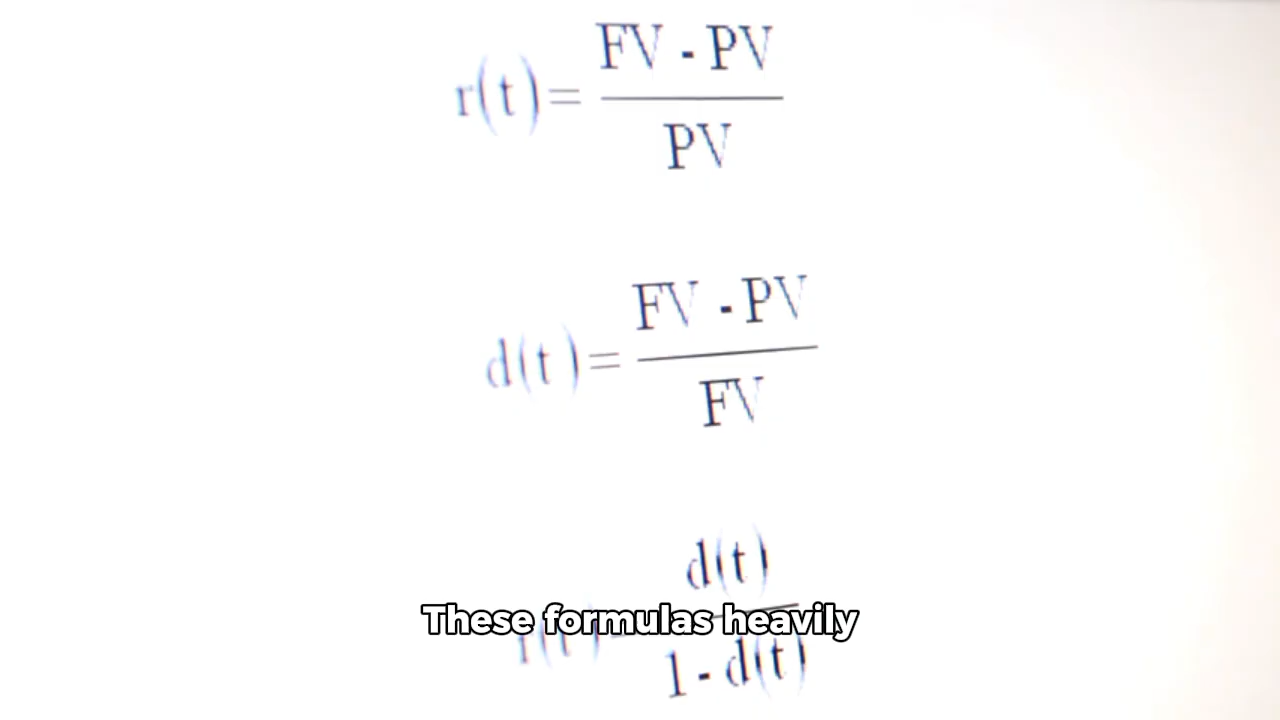 r(t)= FV - PV
PV
d(t)= FV - PV
FV
r(t)= d(t)
1 - d(t)
These formulas heavily